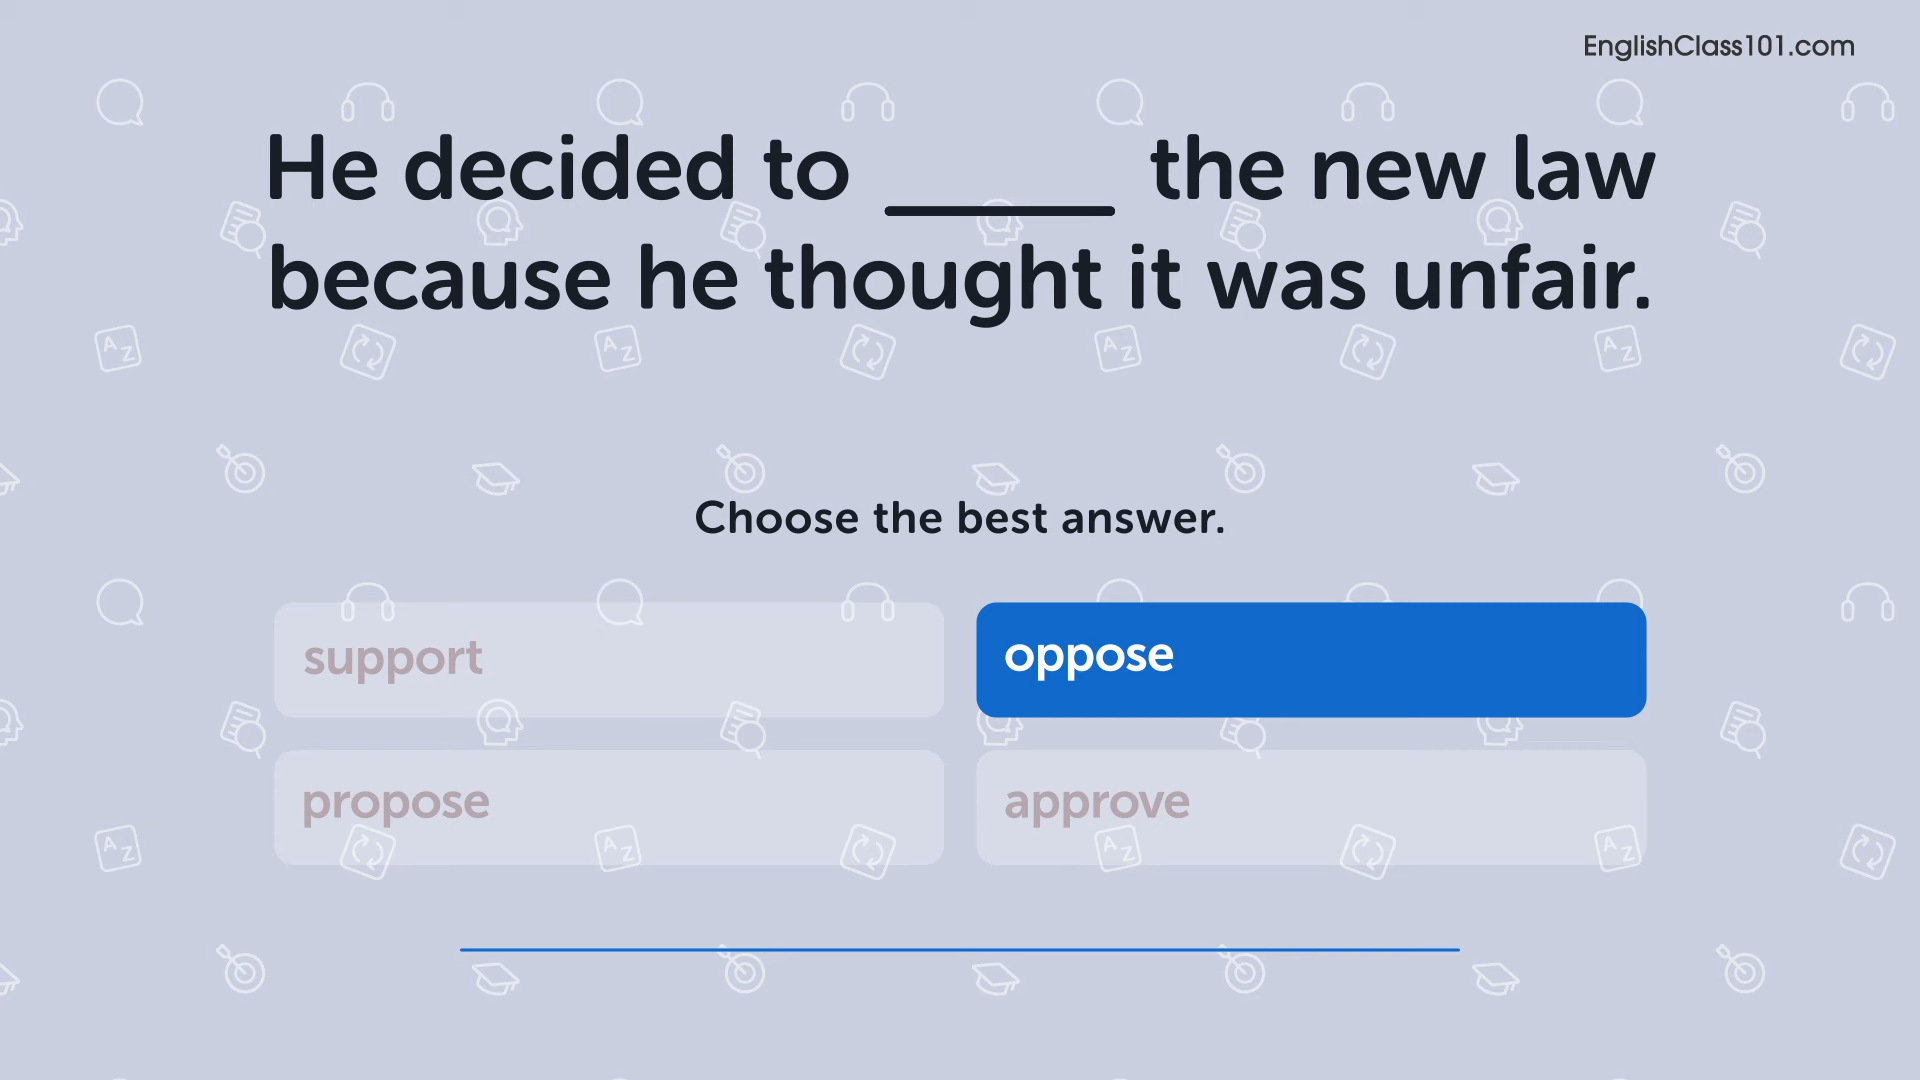 EnglishClass101.com
He decided to _____ the new law
because he thought it was unfair.
Choose the best answer.
support
oppose
propose
approve